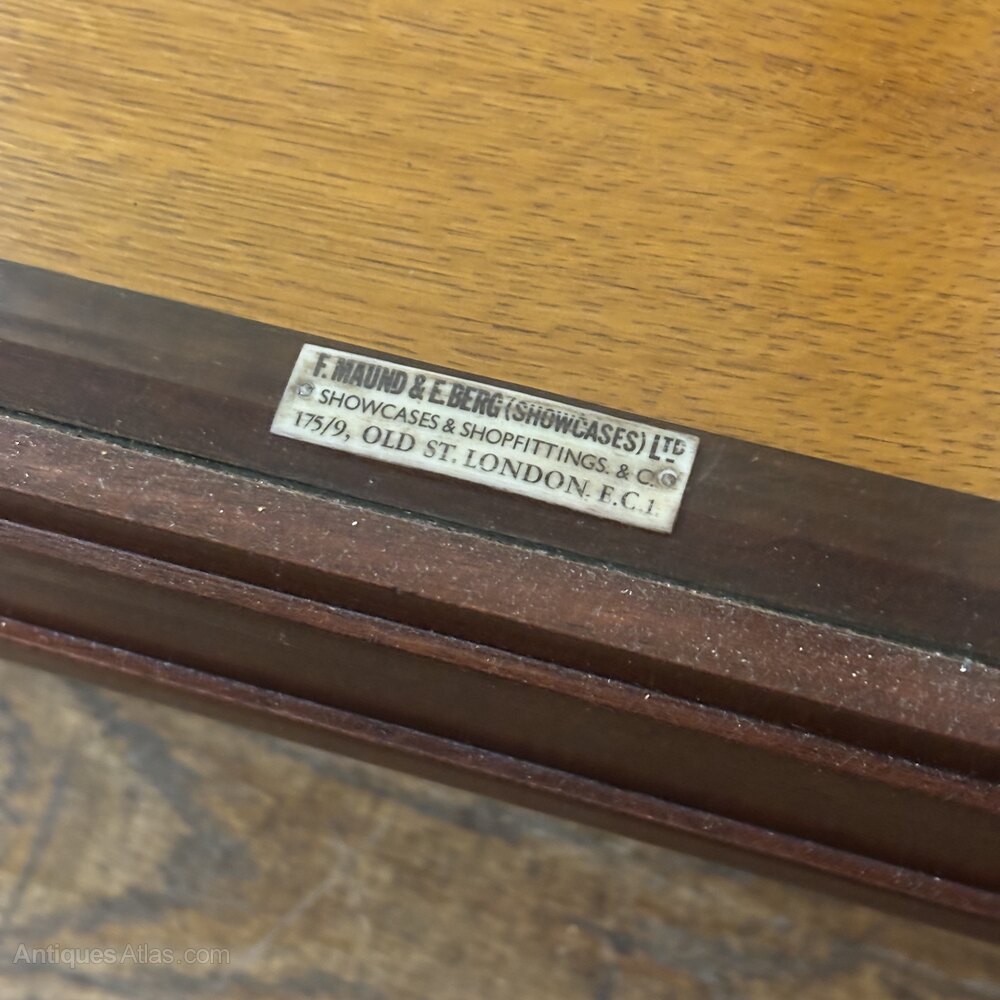 F. MAUND & E. BERG (SHOWCASES) LTD
SHOWCASES & SHOPFITTINGS. & C.
175/9, OLD ST. LONDON. E.C.1.
AntiquesAtlas.com